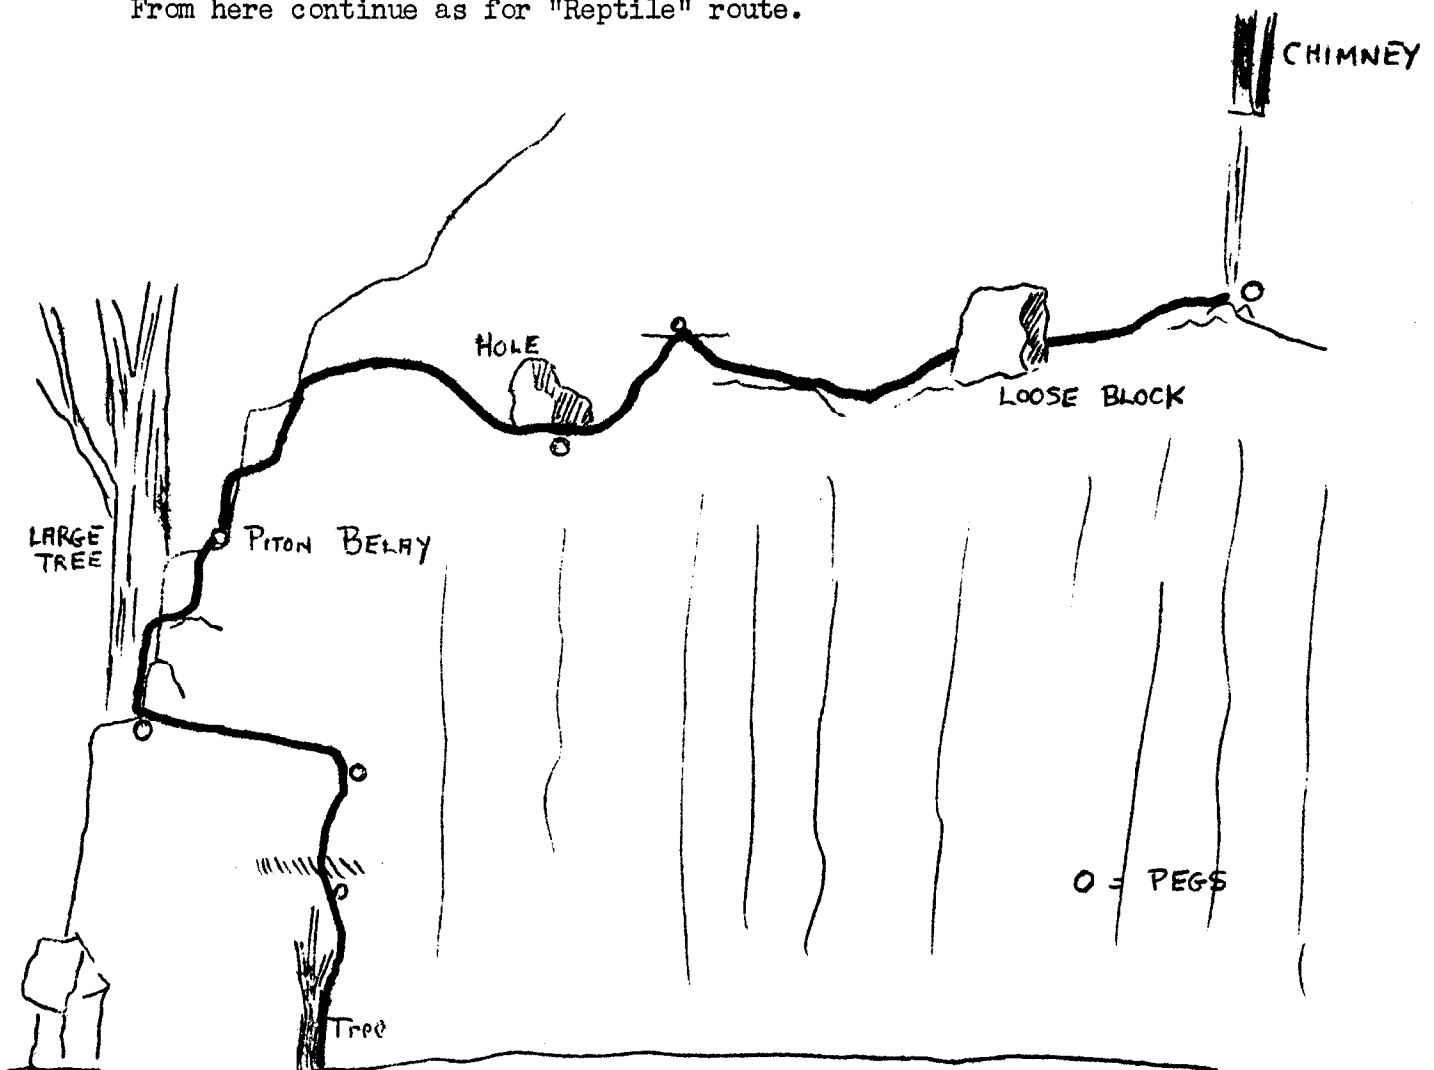 From here continue as for "Reptile" route.
CHIMNEY
HOLE
LOOSE BLOCK
LARGE
TREE
PITON BELAY
O = PEGS
Tree